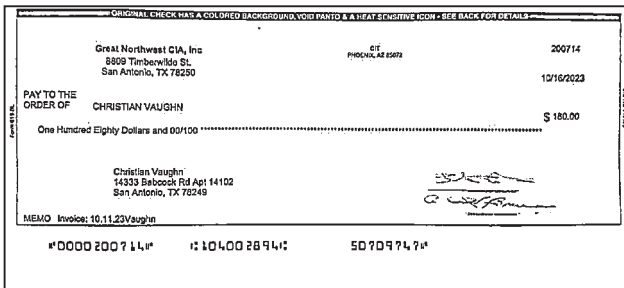 ORIGINAL CHECK HAS A COLORED BACKGROUND, VOID PANTO & A HEAT SENSITIVE ICON - SEE BACK FOR DETAILS
Great Northwest CIA, Inc
8809 Timberwilde St.
San Antonio, TX 78250
CIT
PHOENIX, AZ 85072
200714
10/16/2023
PAY TO THE
ORDER OF CHRISTIAN VAUGHN
$ 180.00
One Hundred Eighty Dollars and 00/100
Christian Vaughn
14333 Babcock Rd Apt 14102
San Antonio, TX 78249
MEMO Invoice: 10.11.23Vaughn
⑈0000200714⑈ ⑆104002894⑆ 50709747⑈